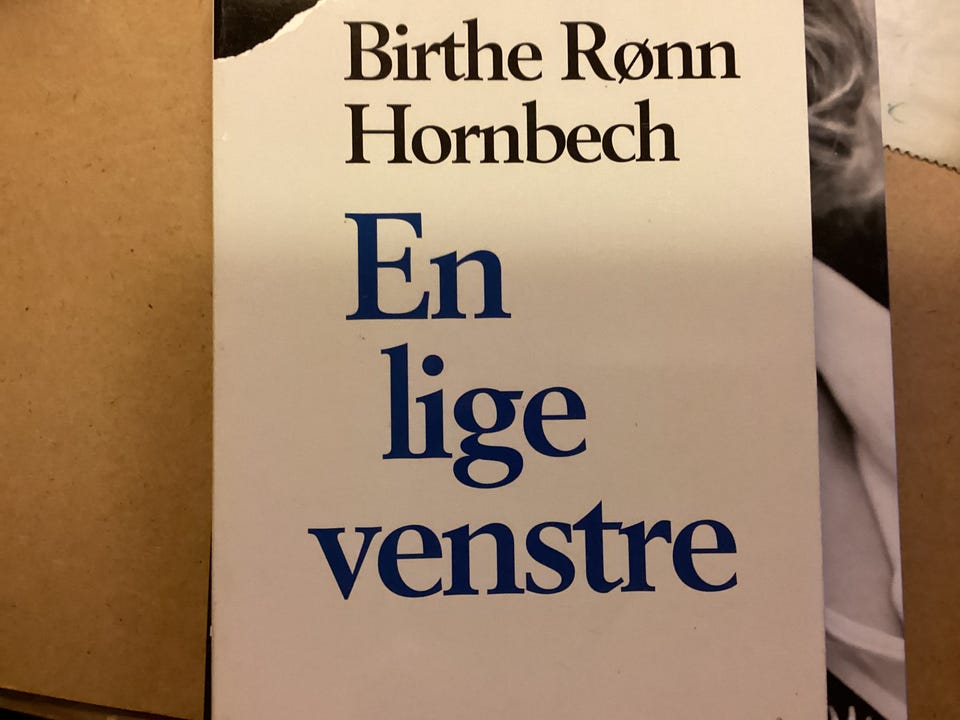 Birthe Rønn
Hornbech
En
lige
venstre